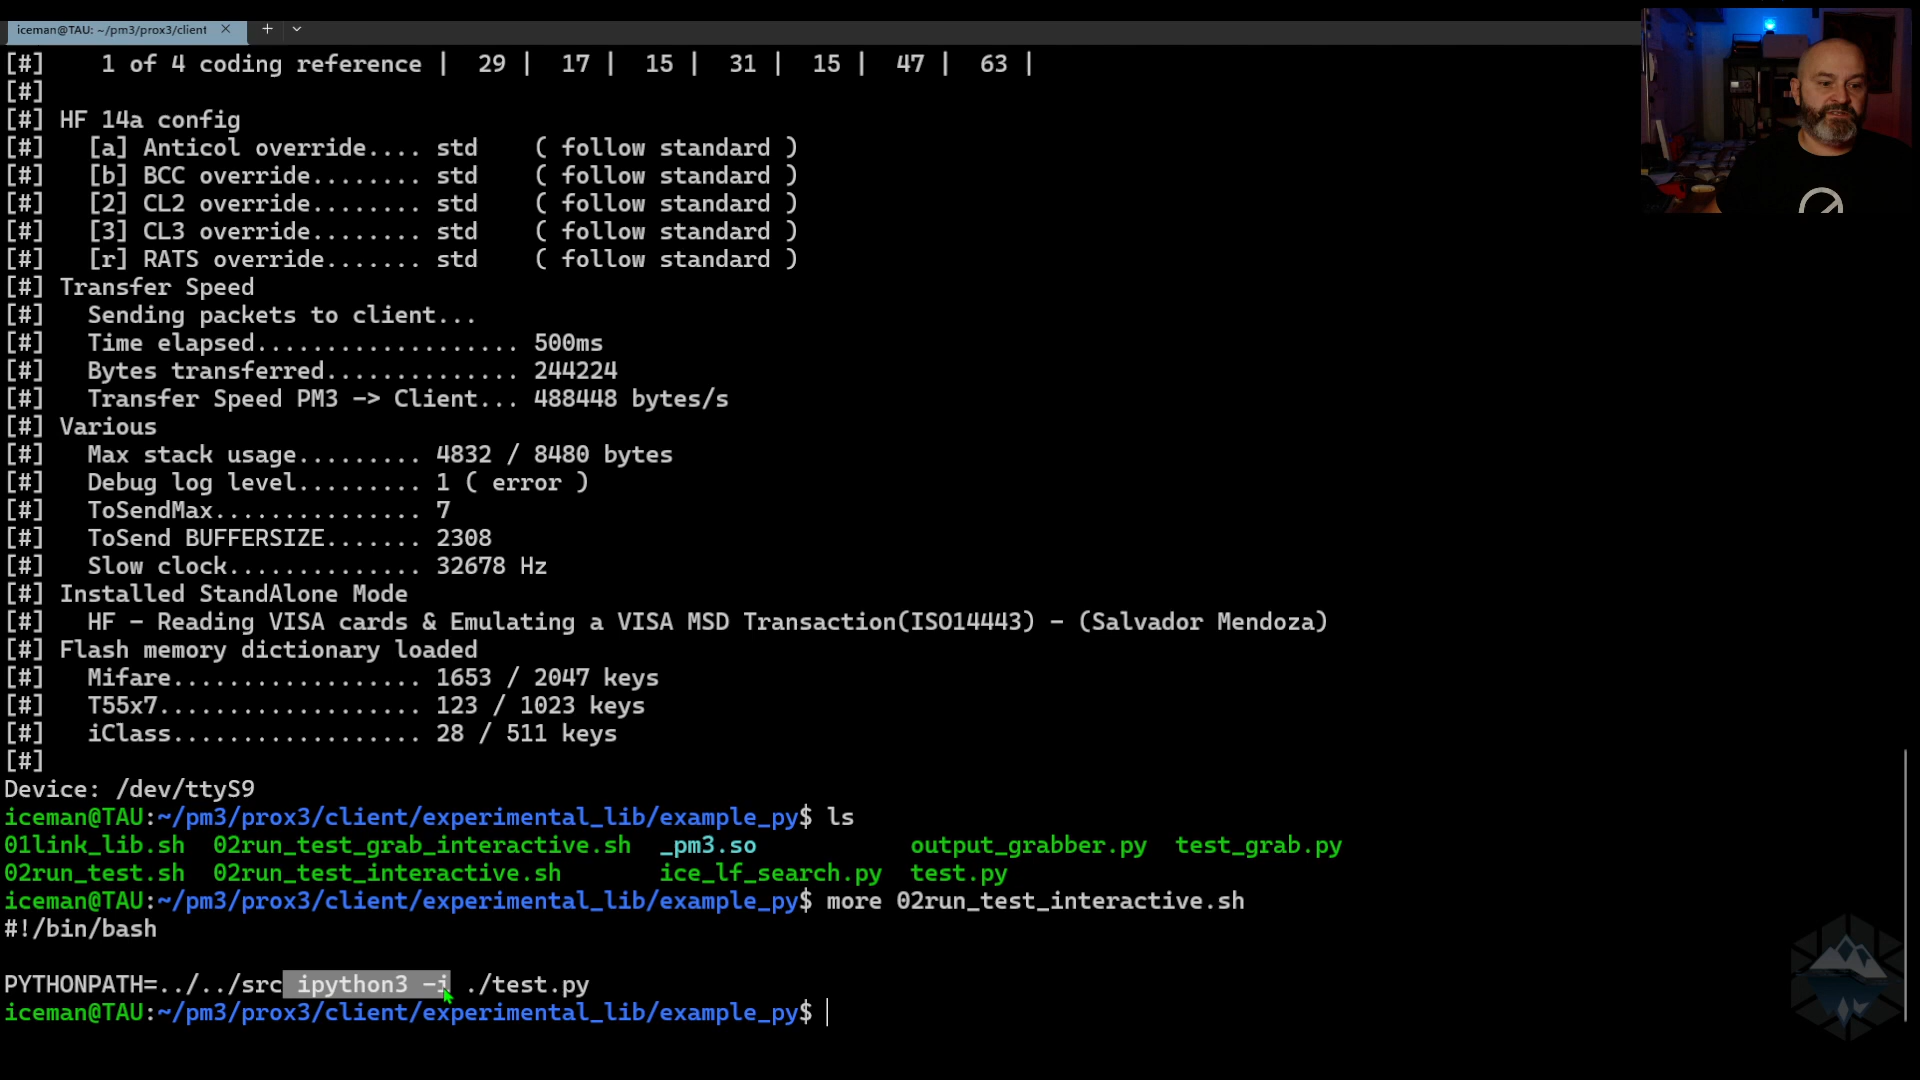 iceman@TAU: ~/pm3/prox3/client × + ⌄
[#]    1 of 4 coding reference |  29 |  17 |  15 |  31 |  15 |  47 |  63 |
[#]
[#] HF 14a config
[#]   [a] Anticol override.... std    ( follow standard )
[#]   [b] BCC override........ std    ( follow standard )
[#]   [2] CL2 override........ std    ( follow standard )
[#]   [3] CL3 override........ std    ( follow standard )
[#]   [r] RATS override....... std    ( follow standard )
[#] Transfer Speed
[#]   Sending packets to client...
[#]   Time elapsed................... 500ms
[#]   Bytes transferred.............. 244224
[#]   Transfer Speed PM3 -> Client... 488448 bytes/s
[#] Various
[#]   Max stack usage......... 4832 / 8480 bytes
[#]   Debug log level......... 1 ( error )
[#]   ToSendMax............... 7
[#]   ToSend BUFFERSIZE....... 2308
[#]   Slow clock.............. 32678 Hz
[#] Installed StandAlone Mode
[#]   HF - Reading VISA cards & Emulating a VISA MSD Transaction(ISO14443) - (Salvador Mendoza)
[#] Flash memory dictionary loaded
[#]   Mifare.................. 1653 / 2047 keys
[#]   T55x7................... 123 / 1023 keys
[#]   iClass.................. 28 / 511 keys
[#]
Device: /dev/ttyS9
iceman@TAU:~/pm3/prox3/client/experimental_lib/example_py$ ls
01link_lib.sh  02run_test_grab_interactive.sh  _pm3.so           output_grabber.py  test_grab.py
02run_test.sh  02run_test_interactive.sh       ice_lf_search.py  test.py
iceman@TAU:~/pm3/prox3/client/experimental_lib/example_py$ more 02run_test_interactive.sh
#!/bin/bash
PYTHONPATH=../../src ipython3 -i ./test.py
iceman@TAU:~/pm3/prox3/client/experimental_lib/example_py$